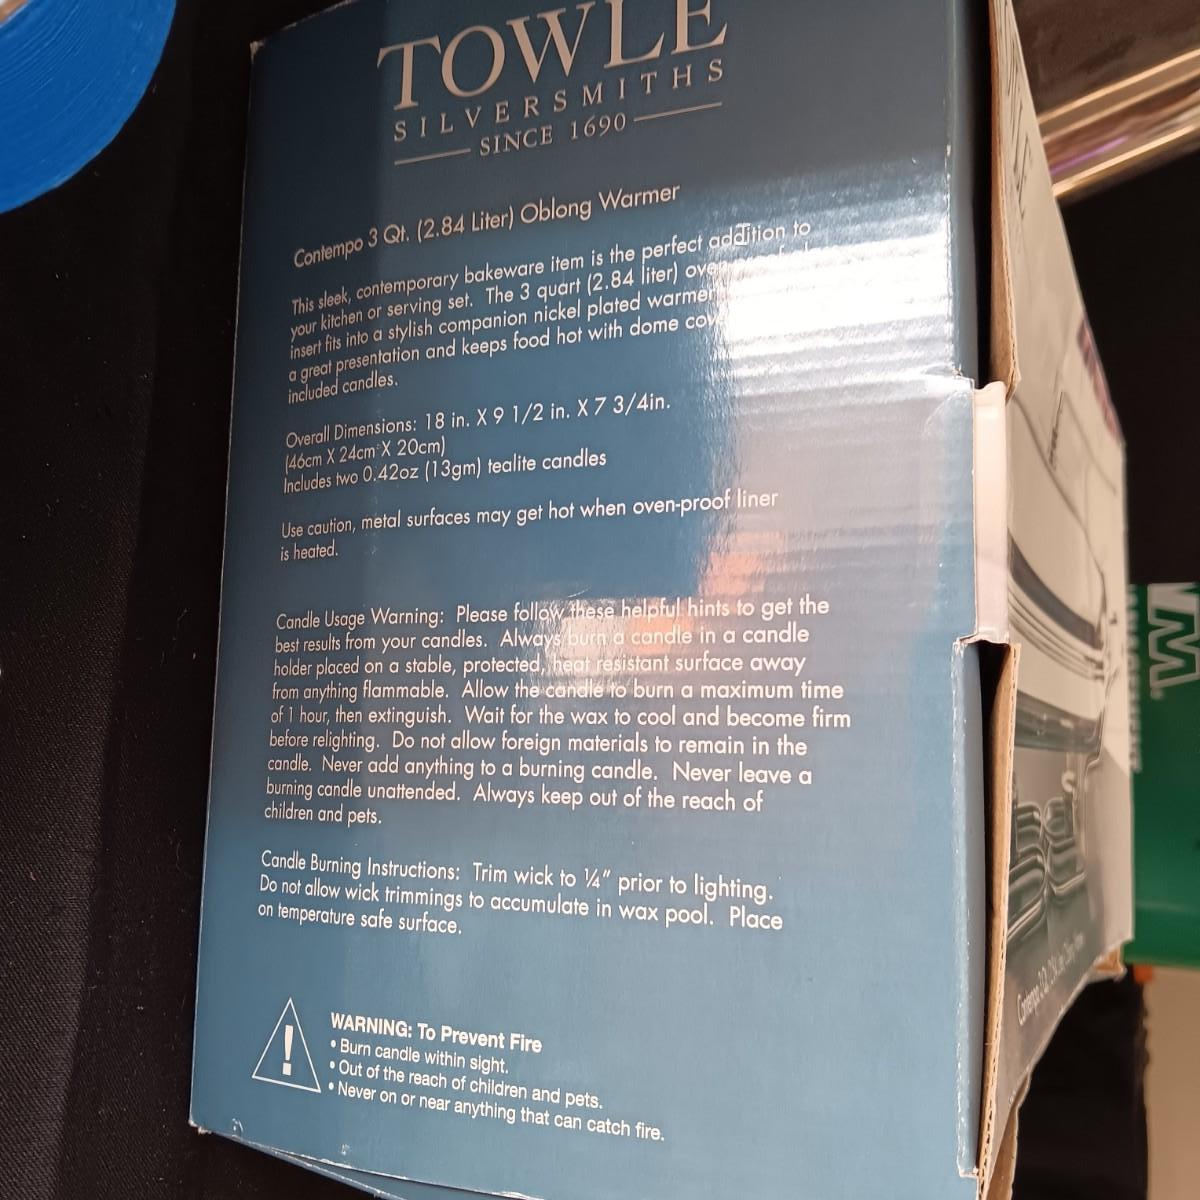 TOWLE
SILVERSMITHS
SINCE 1690
Contempo 3 Qt. (2.84 Liter) Oblong Warmer
This sleek, contemporary bakeware item is the perfect addition to
your kitchen or serving set. The 3 quart (2.84 liter)
insert fits into a stylish companion nickel plated warmer
a great presentation and keeps food hot with dome
included candles.
Overall Dimensions: 18 in. X 9 1/2 in. X 7 3/4in.
(46cm X 24cm X 20cm)
Includes two 0.42oz (13gm) tealite candles
Use caution, metal surfaces may get hot when oven-proof liner
is heated.
Candle Usage Warning: Please follow these helpful hints to get the
best results from your candles. Always burn a candle in a candle
holder placed on a stable, protected, heat resistant surface away
from anything flammable. Allow the candle to burn a maximum time
of 1 hour, then extinguish. Wait for the wax to cool and become firm
before relighting. Do not allow foreign materials to remain in the
candle. Never add anything to a burning candle. Never leave a
burning candle unattended. Always keep out of the reach of
children and pets.
Candle Burning Instructions: Trim wick to ¼" prior to lighting.
Do not allow wick trimmings to accumulate in wax pool. Place
on temperature safe surface.
!
WARNING: To Prevent Fire
• Burn candle within sight.
• Out of the reach of children and pets.
• Never on or near anything that can catch fire.